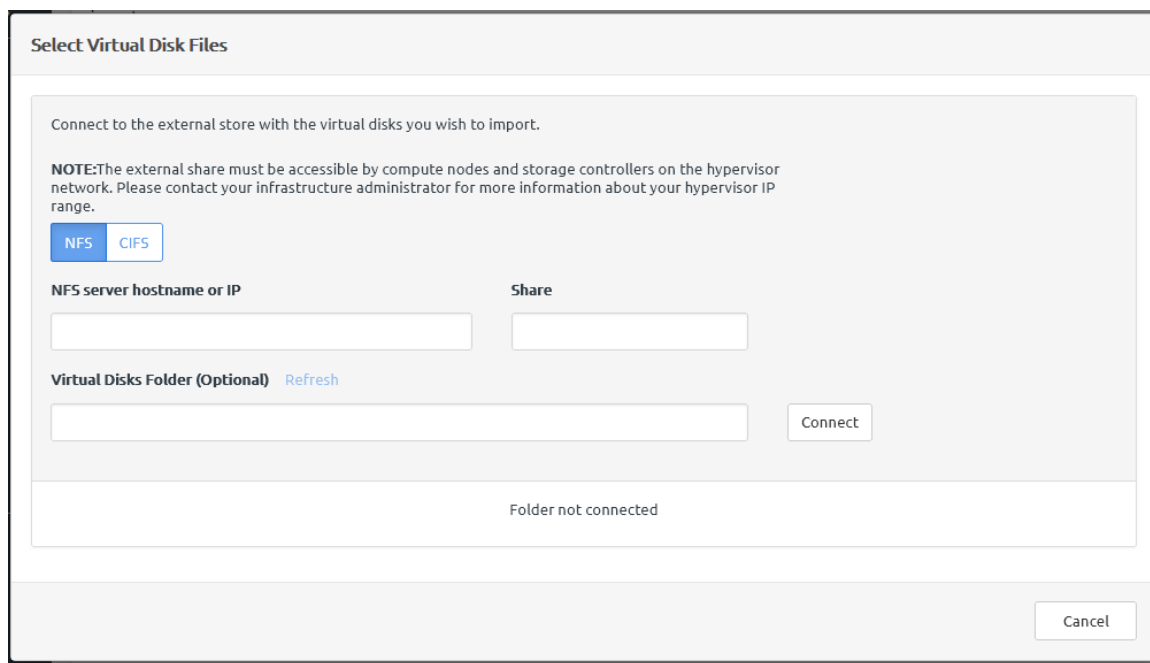 Select Virtual Disk Files
Connect to the external store with the virtual disks you wish to import.
NOTE:The external share must be accessible by compute nodes and storage controllers on the hypervisor
network. Please contact your infrastructure administrator for more information about your hypervisor IP
range.
NFS CIFS
NFS server hostname or IP Share
Virtual Disks Folder (Optional) Refresh
Connect
Folder not connected
Cancel